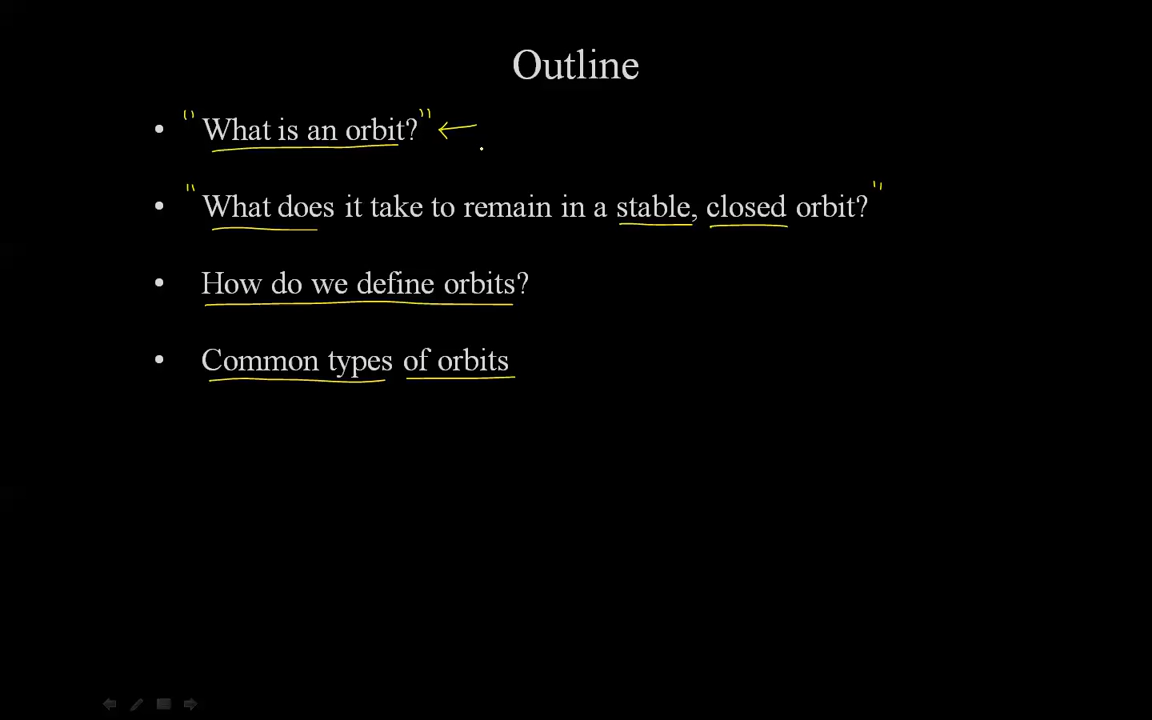 Outline
• "What is an orbit?" ←
• "What does it take to remain in a stable, closed orbit?"
• How do we define orbits?
• Common types of orbits